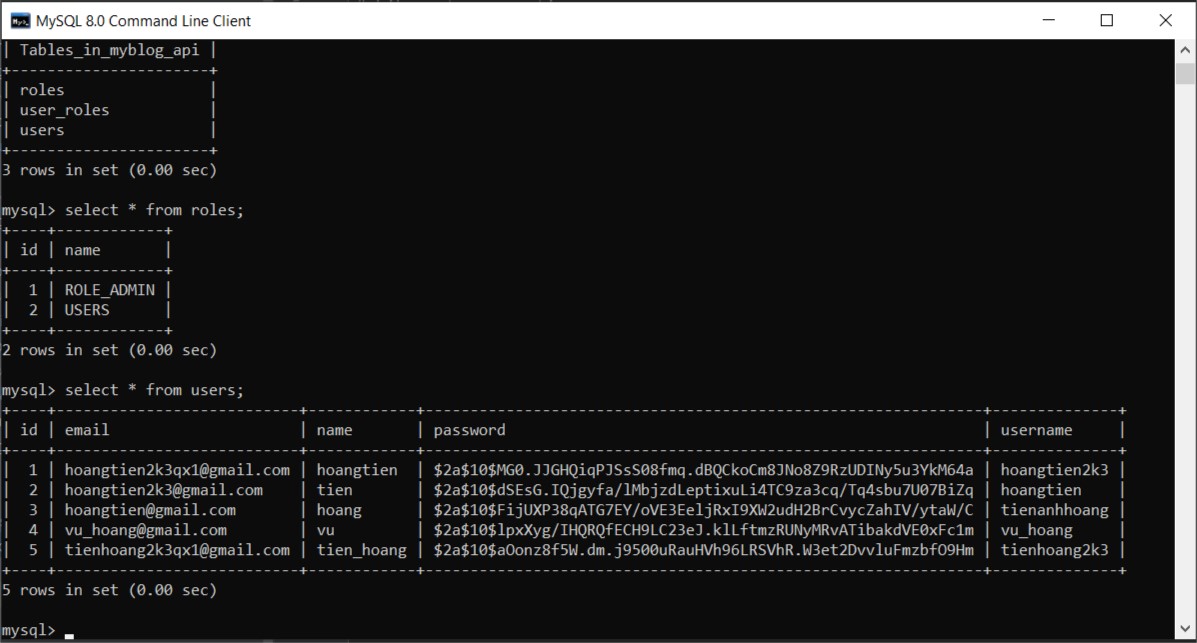 MySQL 8.0 Command Line Client
| Tables_in_myblog_api |
+----------------------+
| roles                |
| user_roles           |
| users                |
+----------------------+
3 rows in set (0.00 sec)
mysql> select * from roles;
+----+------------+
| id | name       |
+----+------------+
|  1 | ROLE_ADMIN |
|  2 | USERS      |
+----+------------+
2 rows in set (0.00 sec)
mysql> select * from users;
+----+---------------------------+------------+--------------------------------------------------------------+--------------+
| id | email                     | name       | password                                                     | username     |
+----+---------------------------+------------+--------------------------------------------------------------+--------------+
|  1 | hoangtien2k3qx1@gmail.com | hoangtien  | $2a$10$MG0.JJGHQiqPJSsS08fmq.dBQCkoCm8JNo8Z9RzUDINy5u3YkM64a | hoangtien2k3 |
|  2 | hoangtien2k3@gmail.com    | tien       | $2a$10$dSEsG.IQjgyfa/lMbjzdLeptixuLi4TC9za3cq/Tq4sbu7U07BiZq | hoangtien    |
|  3 | hoangtien@gmail.com       | hoang      | $2a$10$FijUXP38qATG7EY/oVE3EeljRxI9XW2udH2BrCvycZahIV/ytaW/C | tienanhhoang |
|  4 | vu_hoang@gmail.com        | vu         | $2a$10$lpxXyg/IHQRQfECH9LC23eJ.klLftmzRUNyMRvATibakdVE0xFc1m | vu_hoang     |
|  5 | tienhoang2k3qx1@gmail.com | tien_hoang | $2a$10$aOonz8f5W.dm.j9500uRauHVh96LRSVhR.W3et2DvvluFmzbfO9Hm | tienhoang2k3 |
+----+---------------------------+------------+--------------------------------------------------------------+--------------+
5 rows in set (0.00 sec)
mysql>